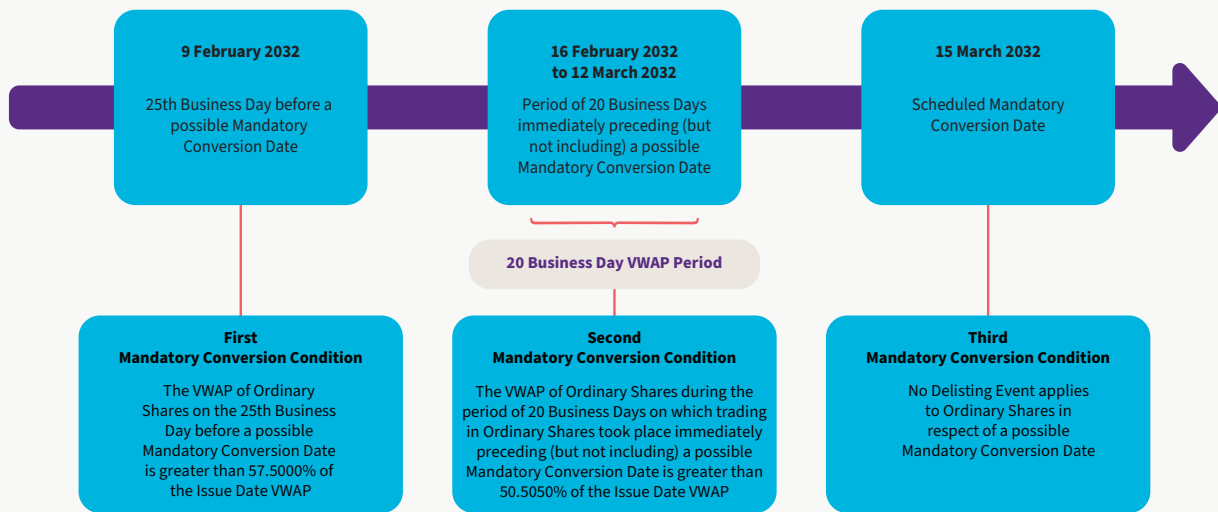 9 February 2032
25th Business Day before a
possible Mandatory
Conversion Date
16 February 2032
to 12 March 2032
Period of 20 Business Days
immediately preceding (but
not including) a possible
Mandatory Conversion Date
15 March 2032
Scheduled Mandatory
Conversion Date
20 Business Day VWAP Period
First
Mandatory Conversion Condition
The VWAP of Ordinary
Shares on the 25th Business
Day before a possible
Mandatory Conversion Date
is greater than 57.5000% of
the Issue Date VWAP
Second
Mandatory Conversion Condition
The VWAP of Ordinary Shares during the
period of 20 Business Days on which trading
in Ordinary Shares took place immediately
preceding (but not including) a possible
Mandatory Conversion Date is greater than
50.5050% of the Issue Date VWAP
Third
Mandatory Conversion Condition
No Delisting Event applies
to Ordinary Shares in
respect of a possible
Mandatory Conversion Date